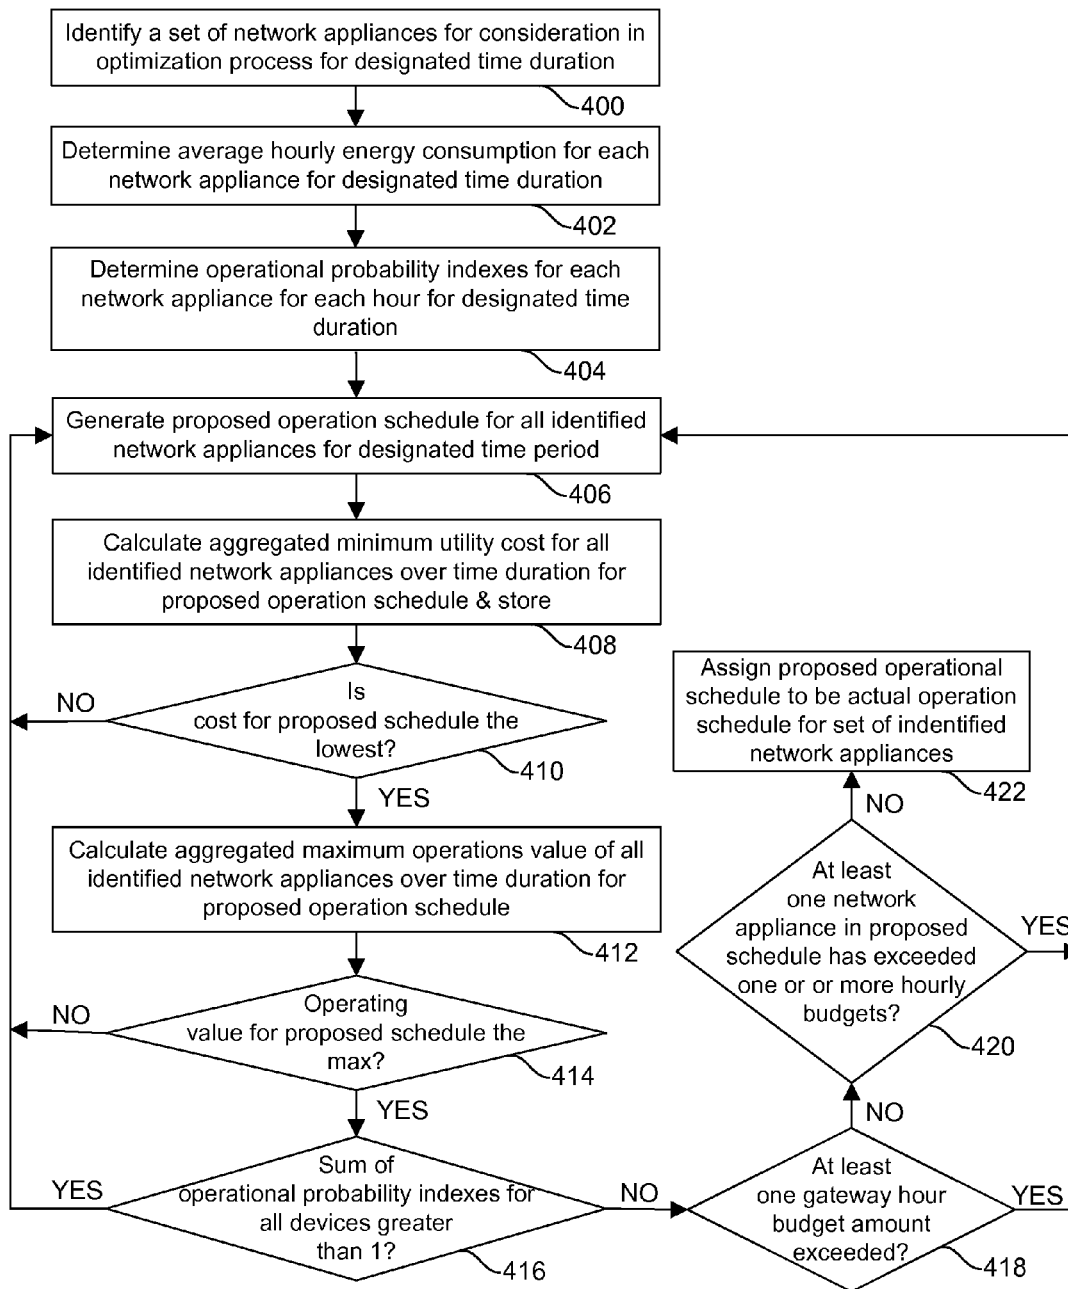 Identify a set of network appliances for consideration in
optimization process for designated time duration
400
Determine average hourly energy consumption for each
network appliance for designated time duration
402
Determine operational probability indexes for each
network appliance for each hour for designated time
duration
404
Generate proposed operation schedule for all identified
network appliances for designated time period
406
Calculate aggregated minimum utility cost for all
identified network appliances over time duration for
proposed operation schedule & store
408
NO
Is
cost for proposed schedule the
lowest?
410
YES
Calculate aggregated maximum operations value of all
identified network appliances over time duration for
proposed operation schedule
412
NO
Operating
value for proposed schedule the
max?
414
YES
YES
Sum of
operational probability indexes for
all devices greater
than 1?
416
NO
At least
one gateway hour
budget amount
exceeded?
418
YES
NO
At least
one network
appliance in proposed
schedule has exceeded
one or or more hourly
budgets?
420
YES
NO
Assign proposed operational
schedule to be actual operation
schedule for set of indentified
network appliances
422